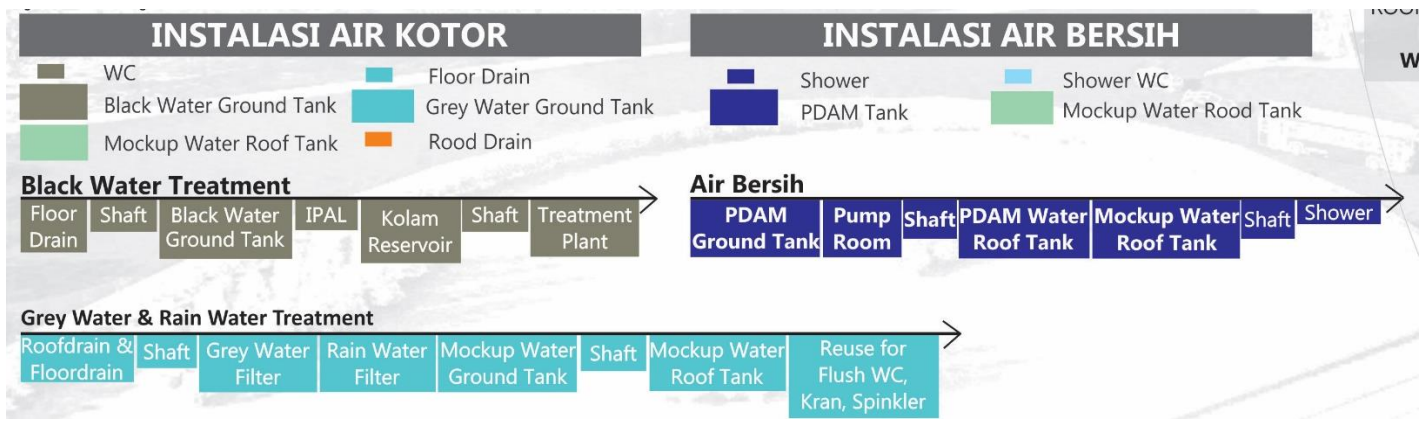 INSTALASI AIR KOTOR
WC
Floor Drain
Black Water Ground Tank
Grey Water Ground Tank
Mockup Water Roof Tank
Rood Drain
Black Water Treatment
Floor
Drain
Shaft
Black Water
Ground Tank
IPAL
Kolam
Reservoir
Shaft
Treatment
Plant
Grey Water & Rain Water Treatment
Roofdrain &
Floordrain
Shaft
Grey Water
Filter
Rain Water
Filter
Mockup Water
Ground Tank
Shaft
Mockup Water
Roof Tank
Reuse for
Flush WC,
Kran, Spinkler
INSTALASI AIR BERSIH
Shower
Shower WC
PDAM Tank
Mockup Water Rood Tank
Air Bersih
PDAM
Ground Tank
Pump
Room
Shaft
PDAM Water
Roof Tank
Mockup Water
Roof Tank
Shaft
Shower
W